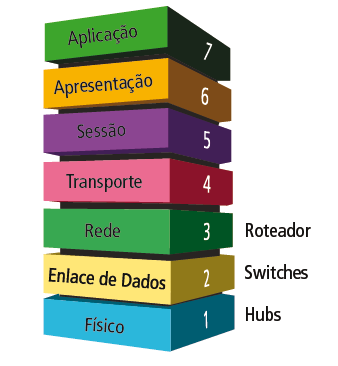 Aplicação 7
Apresentação 6
Sessão 5
Transporte 4
Rede 3 Roteador
Enlace de Dados 2 Switches
Físico 1 Hubs